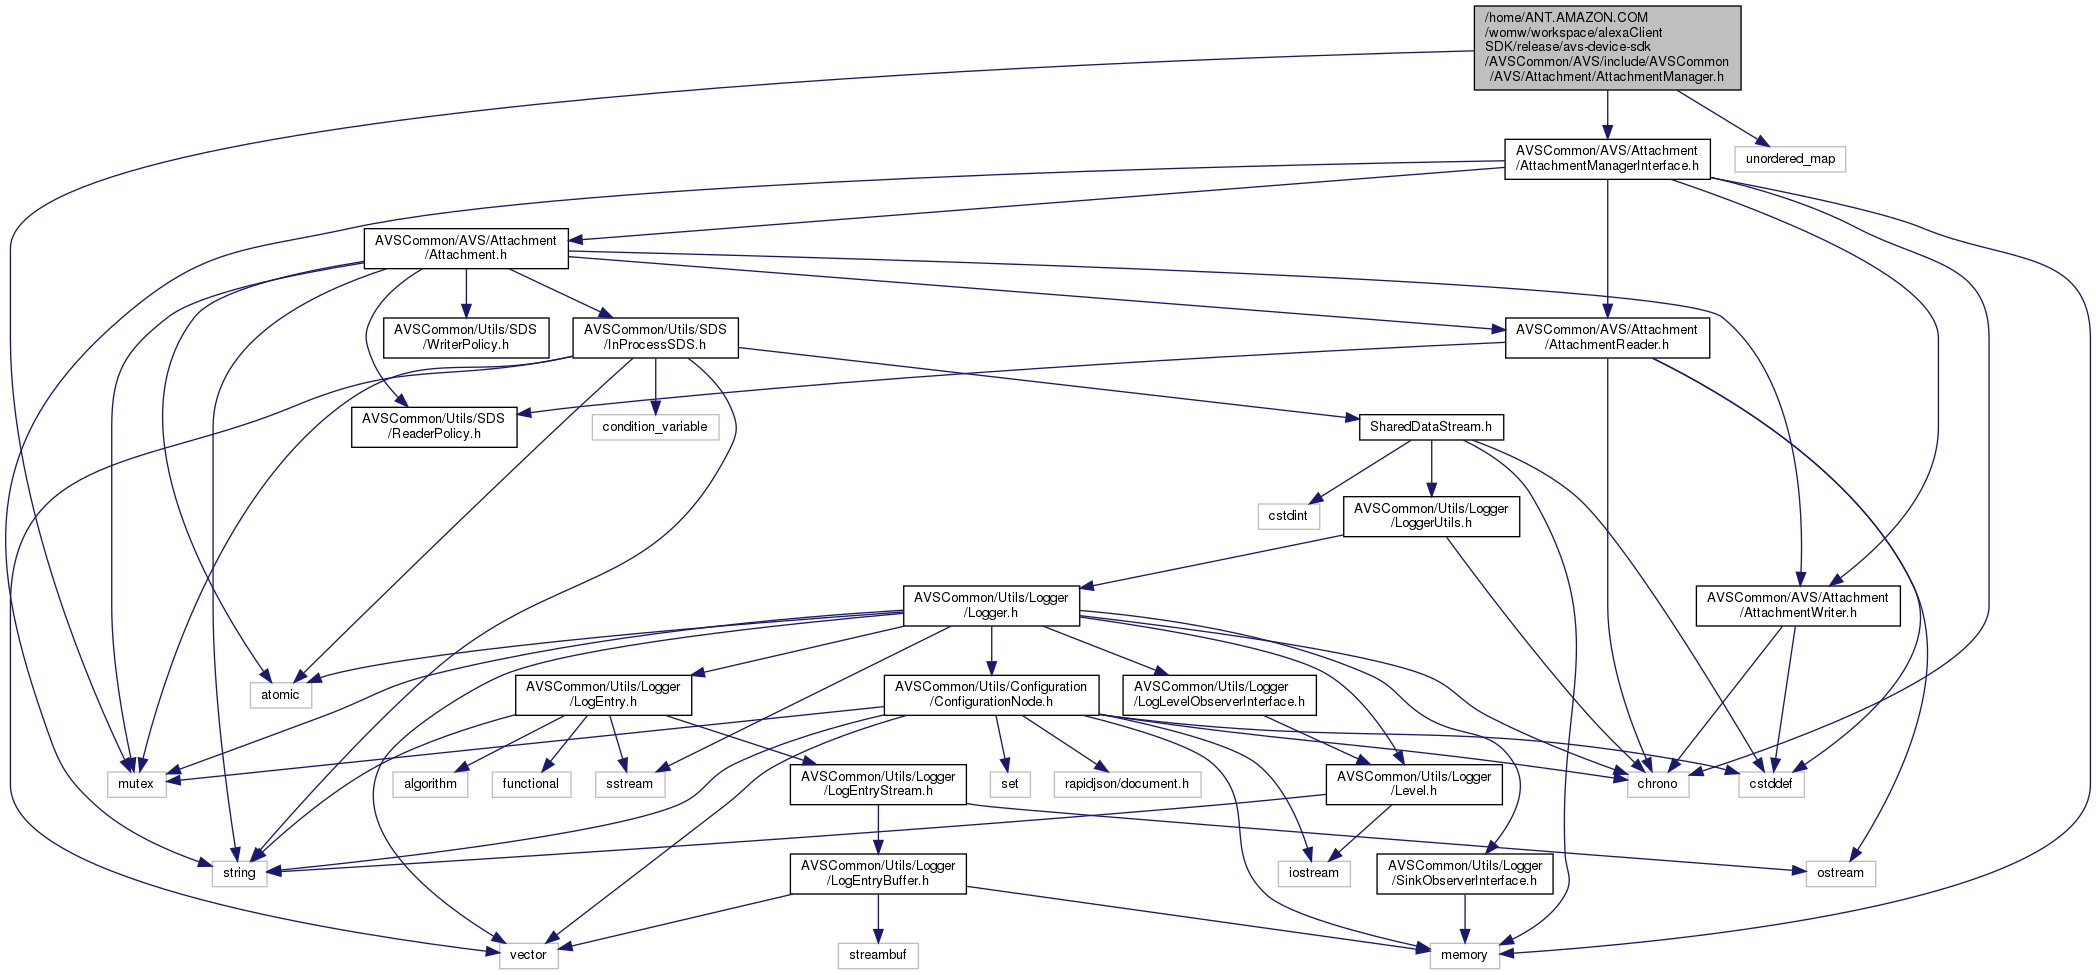 /home/ANT.AMAZON.COM
/womw/workspace/alexaClient
SDK/release/avs-device-sdk
/AVSCommon/AVS/include/AVSCommon
/AVS/Attachment/AttachmentManager.h
AVSCommon/AVS/Attachment
/AttachmentManagerInterface.h
unordered_map
AVSCommon/AVS/Attachment
/Attachment.h
AVSCommon/Utils/SDS
/WriterPolicy.h
AVSCommon/Utils/SDS
/InProcessSDS.h
AVSCommon/AVS/Attachment
/AttachmentReader.h
AVSCommon/Utils/SDS
/ReaderPolicy.h
condition_variable
SharedDataStream.h
cstdint
AVSCommon/Utils/Logger
/LoggerUtils.h
AVSCommon/Utils/Logger
/Logger.h
AVSCommon/AVS/Attachment
/AttachmentWriter.h
atomic
AVSCommon/Utils/Logger
/LogEntry.h
AVSCommon/Utils/Configuration
/ConfigurationNode.h
AVSCommon/Utils/Logger
/LogLevelObserverInterface.h
mutex
algorithm
functional
sstream
AVSCommon/Utils/Logger
/LogEntryStream.h
set
rapidjson/document.h
AVSCommon/Utils/Logger
/Level.h
chrono
cstddef
string
AVSCommon/Utils/Logger
/LogEntryBuffer.h
iostream
AVSCommon/Utils/Logger
/SinkObserverInterface.h
ostream
vector
streambuf
memory